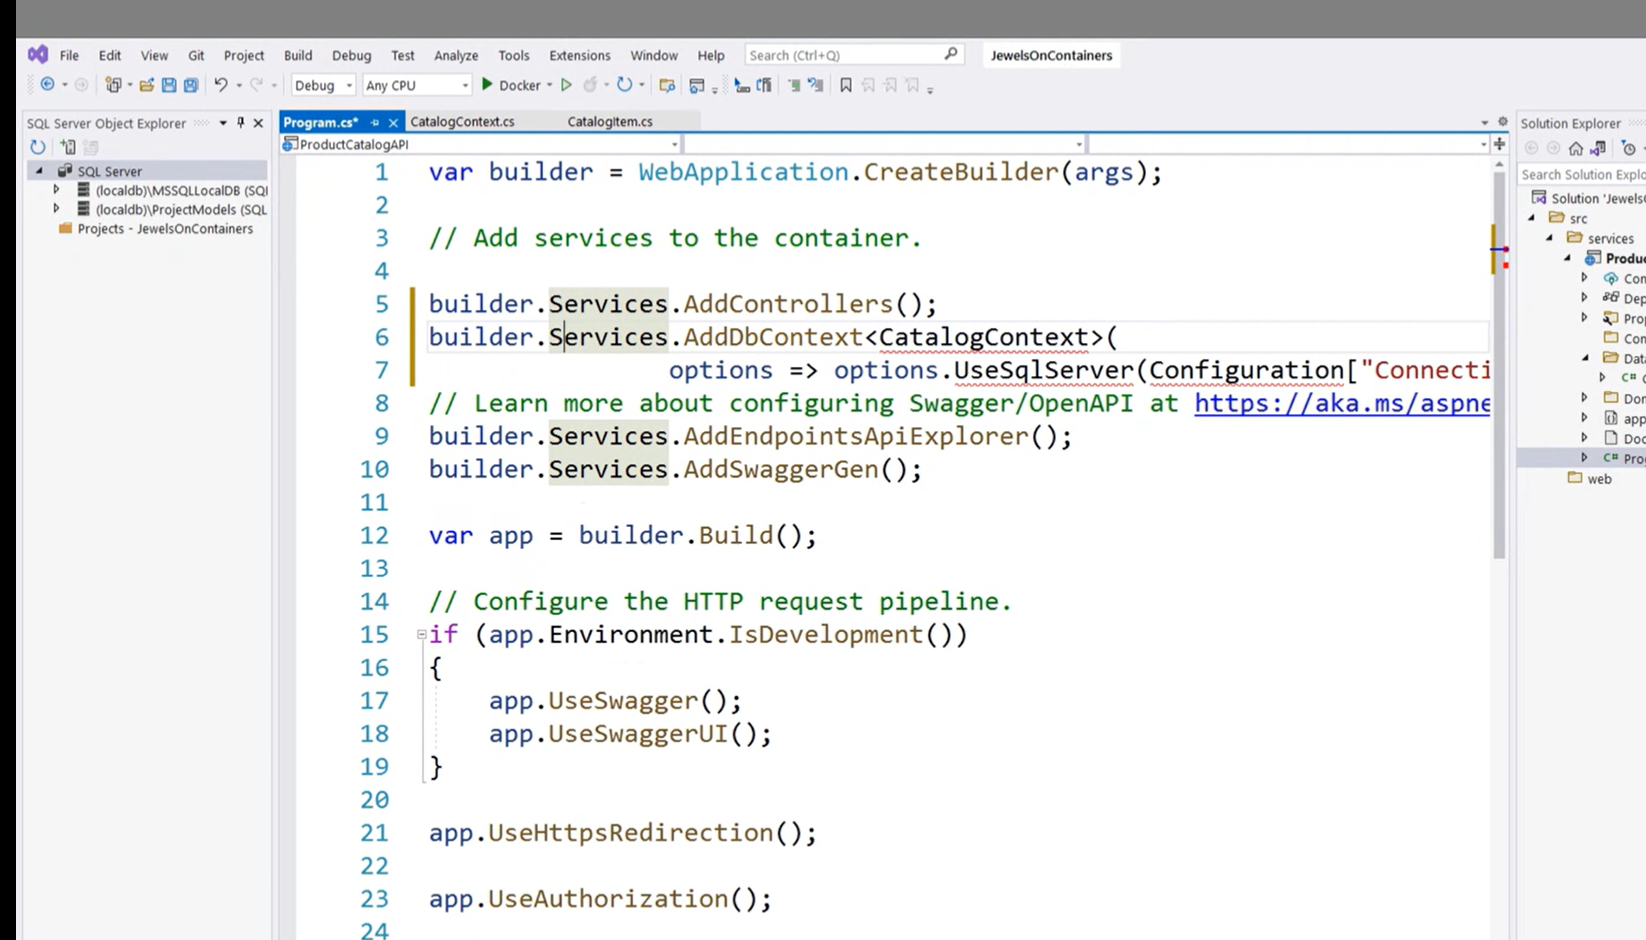 File Edit View Git Project Build Debug Test Analyze Tools Extensions Window Help Search (Ctrl+Q) JewelsOnContainers
Debug Any CPU Docker
SQL Server Object Explorer
SQL Server
(localdb)\MSSQLLocalDB (SQl
(localdb)\ProjectModels (SQL
Projects - JewelsOnContainers
Program.cs* CatalogContext.cs CatalogItem.cs
ProductCatalogAPI
1 var builder = WebApplication.CreateBuilder(args);
2
3 // Add services to the container.
4
5 builder.Services.AddControllers();
6 builder.Services.AddDbContext<CatalogContext>(
7 options => options.UseSqlServer(Configuration["Connecti
8 // Learn more about configuring Swagger/OpenAPI at https://aka.ms/aspne
9 builder.Services.AddEndpointsApiExplorer();
10 builder.Services.AddSwaggerGen();
11
12 var app = builder.Build();
13
14 // Configure the HTTP request pipeline.
15 if (app.Environment.IsDevelopment())
16 {
17 app.UseSwagger();
18 app.UseSwaggerUI();
19 }
20
21 app.UseHttpsRedirection();
22
23 app.UseAuthorization();
24
Solution Explorer
Search Solution Explo
Solution 'JewelsO
src
services
Produc
Con
Dep
Prop
Con
Data
C#
Don
app
Doc
C# Prog
web